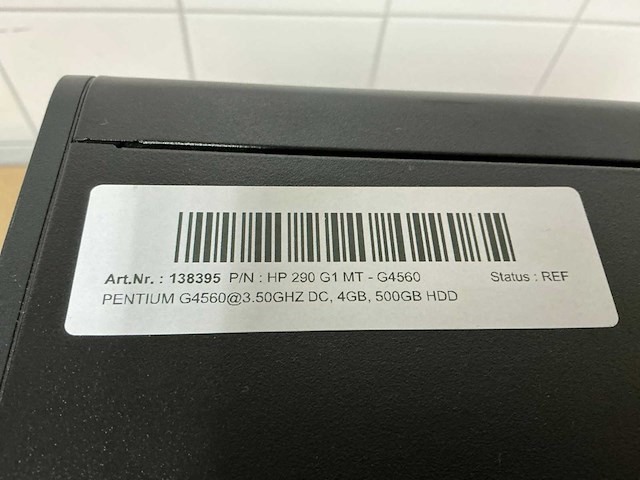 Art.Nr. : 138395 P/N : HP 290 G1 MT - G4560 Status : REF
PENTIUM G4560@3.50GHZ DC, 4GB, 500GB HDD